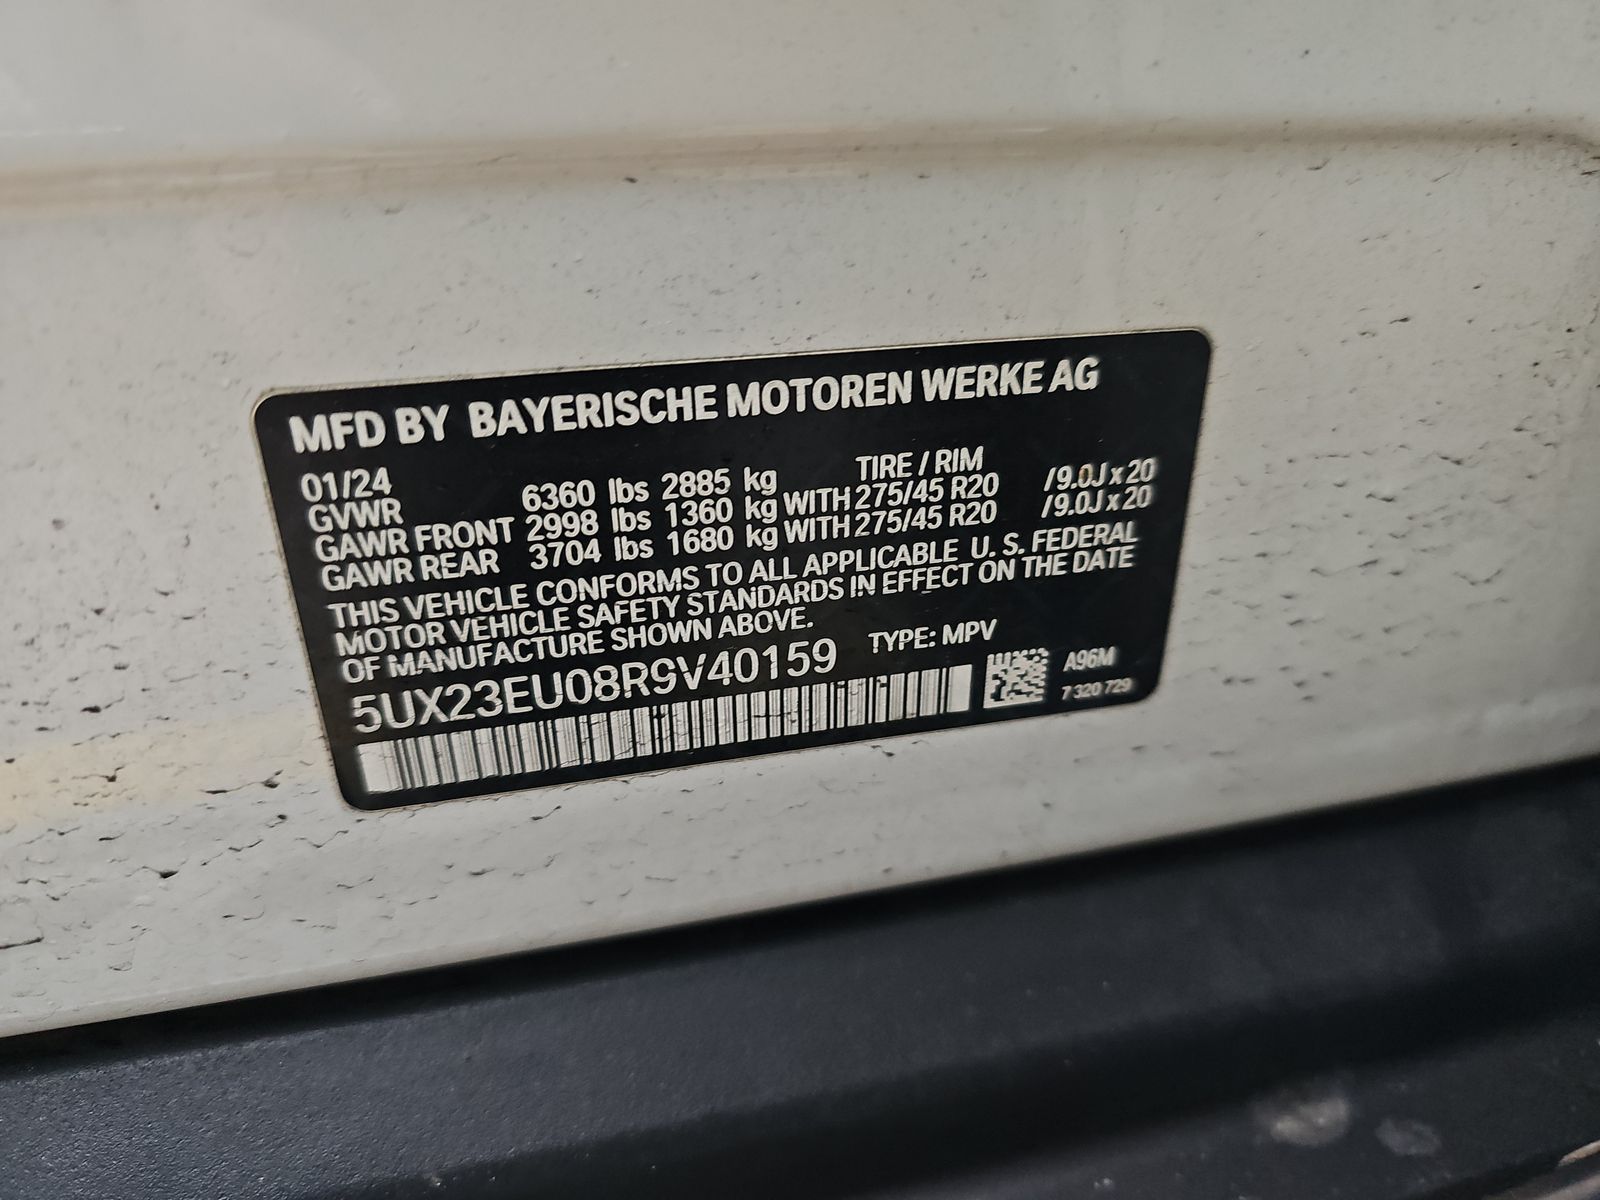 MFD BY BAYERISCHE MOTOREN WERKE AG
01/24 TIRE / RIM
GVWR 6360 lbs 2885 kg
GAWR FRONT 2998 lbs 1360 kg WITH 275/45 R20 /9.0J x 20
GAWR REAR 3704 lbs 1680 kg WITH 275/45 R20 /9.0J x 20
THIS VEHICLE CONFORMS TO ALL APPLICABLE U. S. FEDERAL
MOTOR VEHICLE SAFETY STANDARDS IN EFFECT ON THE DATE
OF MANUFACTURE SHOWN ABOVE.
5UX23EU08R9V40159 TYPE: MPV
A96M
7 320 729